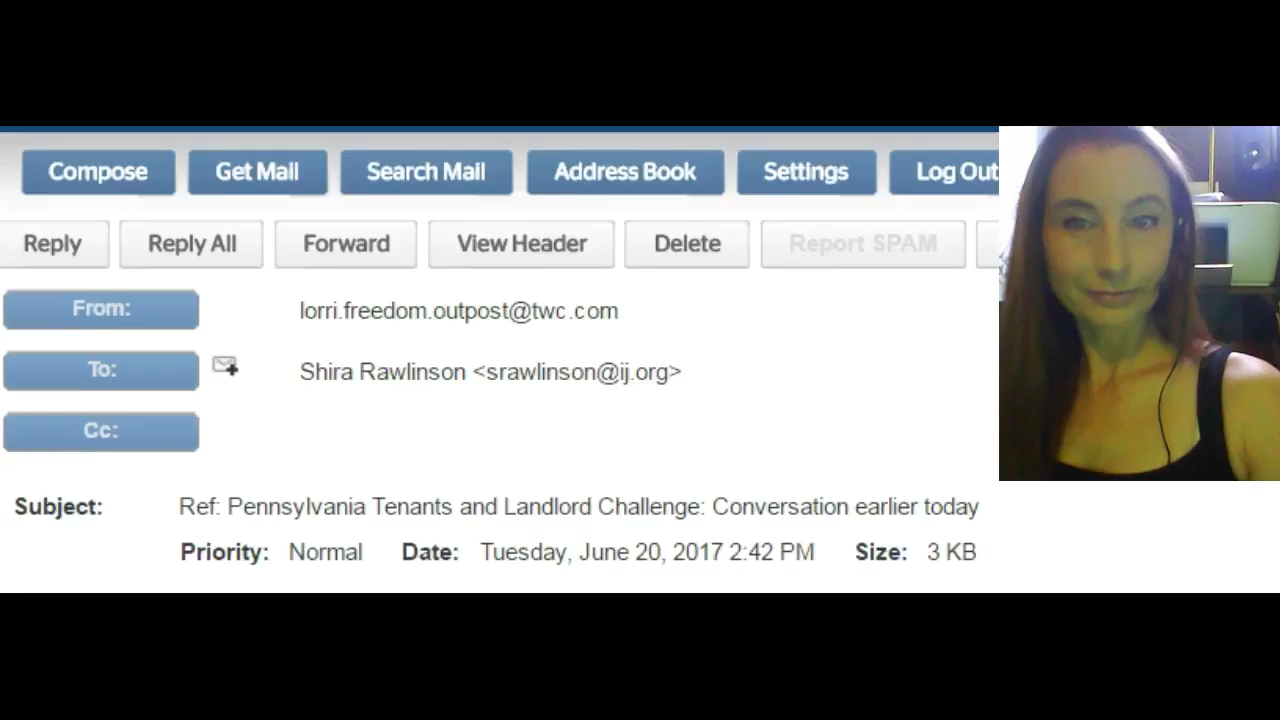 Compose Get Mail Search Mail Address Book Settings Log Out
Reply Reply All Forward View Header Delete Report SPAM
From: lorri.freedom.outpost@twc.com
To: Shira Rawlinson <srawlinson@ij.org>
Cc:
Subject: Ref: Pennsylvania Tenants and Landlord Challenge: Conversation earlier today
Priority: Normal Date: Tuesday, June 20, 2017 2:42 PM Size: 3 KB